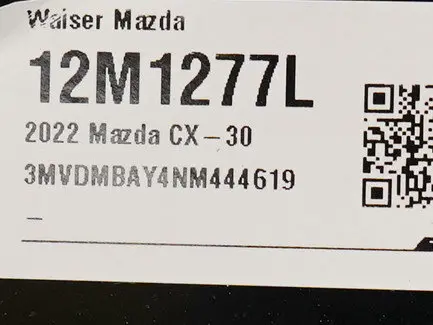 Waiser Mazda
12M1277L
2022 Mazda CX-30
3MVDMBAY4NM444619
–